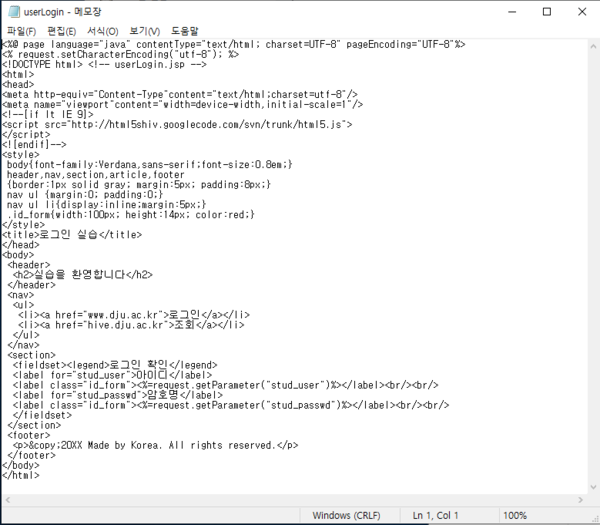 userLogin - 메모장
파일(F) 편집(E) 서식(O) 보기(V) 도움말
<%@ page language="java" contentType="text/html; charset=UTF-8" pageEncoding="UTF-8"%>
<% request.setCharacterEncoding("utf-8"); %>
<!DOCTYPE html> <!-- userLogin.jsp -->
<html>
<head>
<meta http-equiv="Content-Type"content="text/html;charset=utf-8"/>
<meta name="viewport"content="width=device-width,initial-scale=1"/>
<!--[if lt IE 9]>
<script src="http://html5shiv.googlecode.com/svn/trunk/html5.js">
</script>
<![endif]-->
<style>
 body{font-family:Verdana,sans-serif;font-size:0.8em;}
 header,nav,section,article,footer
 {border:1px solid gray; margin:5px; padding:8px;}
 nav ul {margin:0; padding:0;}
 nav ul li{display:inline;margin:5px;}
 .id_form{width:100px; height:14px; color:red;}
</style>
<title>로그인 실습</title>
</head>
<body>
 <header>
  <h2>실습을 환영합니다</h2>
 </header>
 <nav>
  <ul>
   <li><a href="www.dju.ac.kr">로그인</a></li>
   <li><a href="hive.dju.ac.kr">조회</a></li>
  </ul>
 </nav>
 <section>
  <fieldset><legend>로그인 확인</legend>
  <label for="stud_user">아이디</label>
  <label class="id_form"><%=request.getParameter("stud_user")%></label><br/><br/>
  <label for="stud_passwd">암호명</label>
  <label class="id_form"><%=request.getParameter("stud_passwd")%></label><br/><br/>
  </fieldset>
 </section>
 <footer>
  <p>&copy;20XX Made by Korea. All rights reserved.</p>
 </footer>
</body>
</html>
Windows (CRLF) Ln 1, Col 1 100%